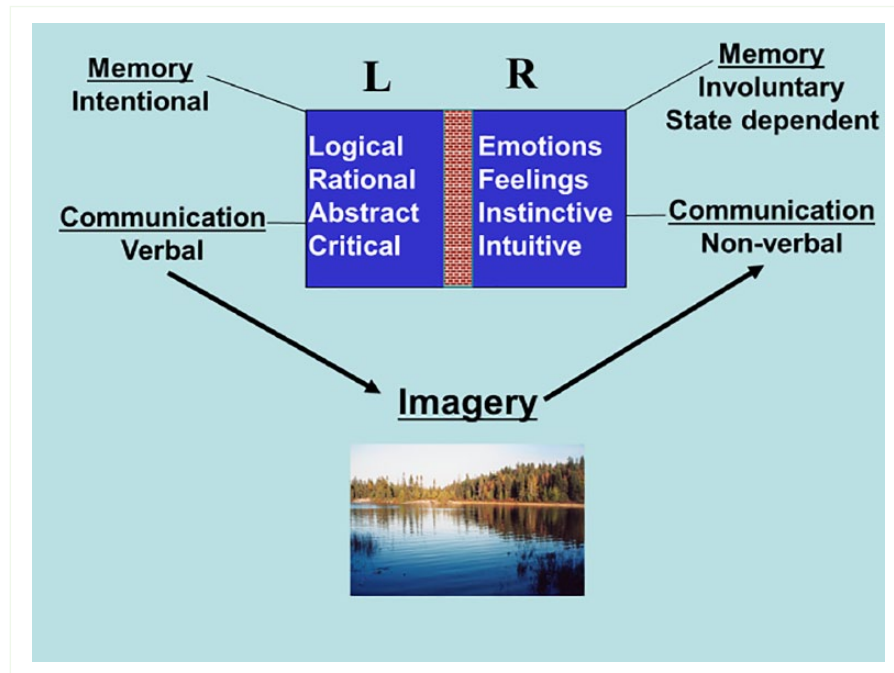 Memory
Intentional
L
R
Memory
Involuntary
State dependent
Logical
Rational
Abstract
Critical
Emotions
Feelings
Instinctive
Intuitive
Communication
Verbal
Communication
Non-verbal
Imagery